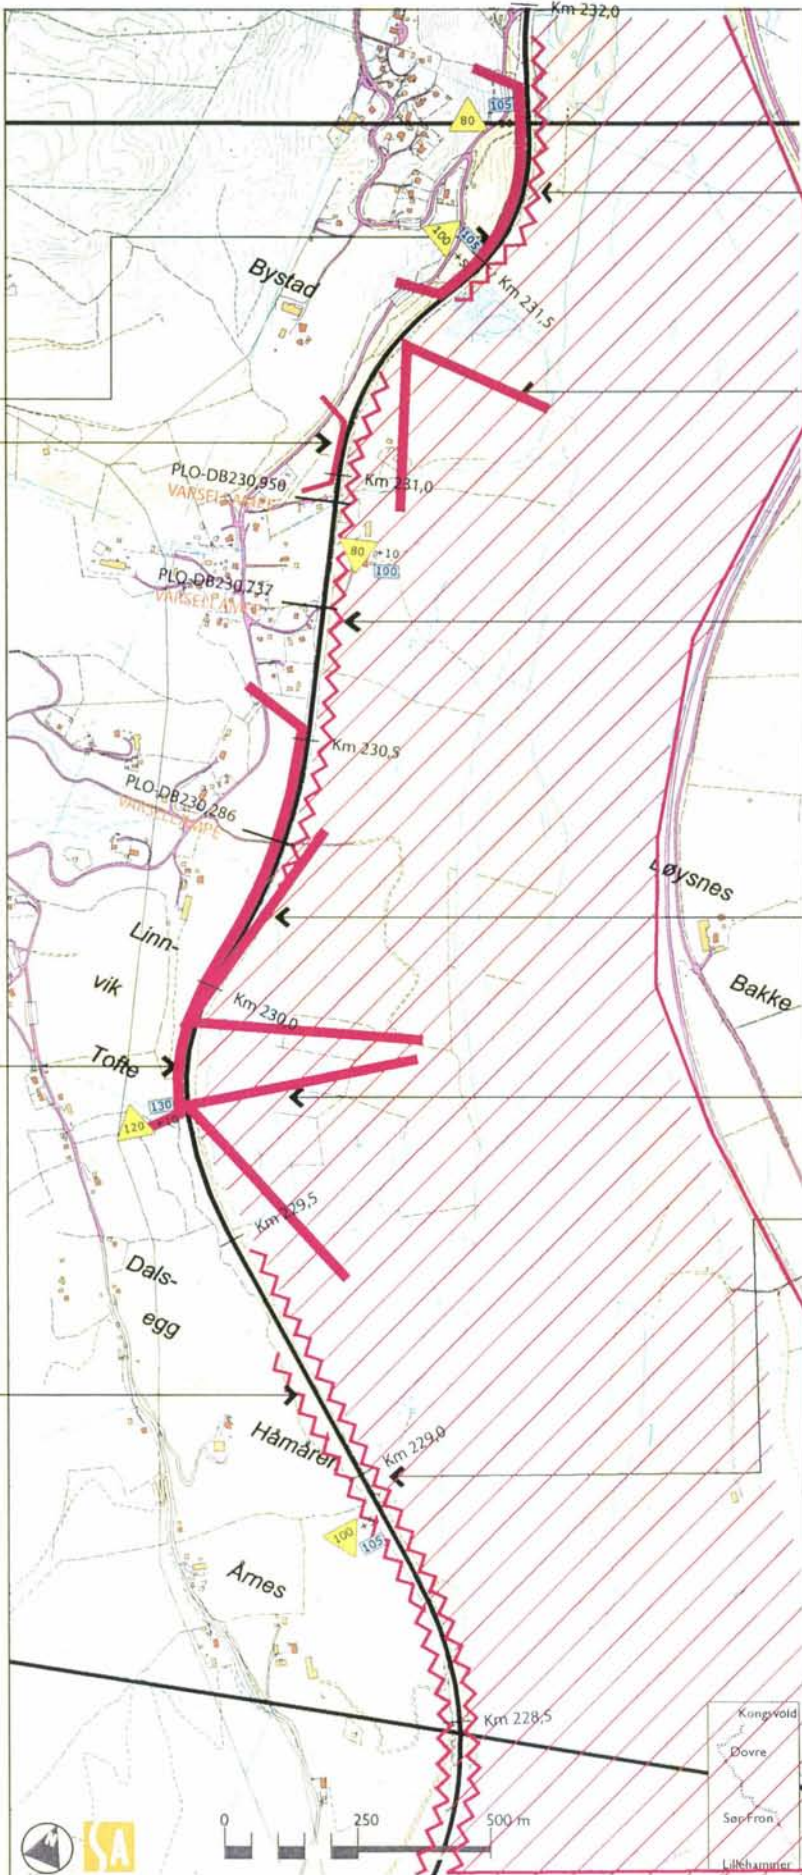 Km 232,0
105
80
100
105
Bystad
Km 231,5
PLO-DB230,950
VARSELLAMPE
Km 231,0
80
+10
100
PLO-DB230,737
VARSELLAMPE
Km 230,5
PLO-DB230,286
VARSELLAMPE
Løysnes
Linn-
vik
Bakke
Km 230,0
Tofte
130
120
+10
Km 229,5
Dals-
egg
Håmårer
Km 229,0
100
105
Årnes
Km 228,5
Kongsvold
Dovre
Sør-Fron
Lillehammer
N
SA
0
250
500 m